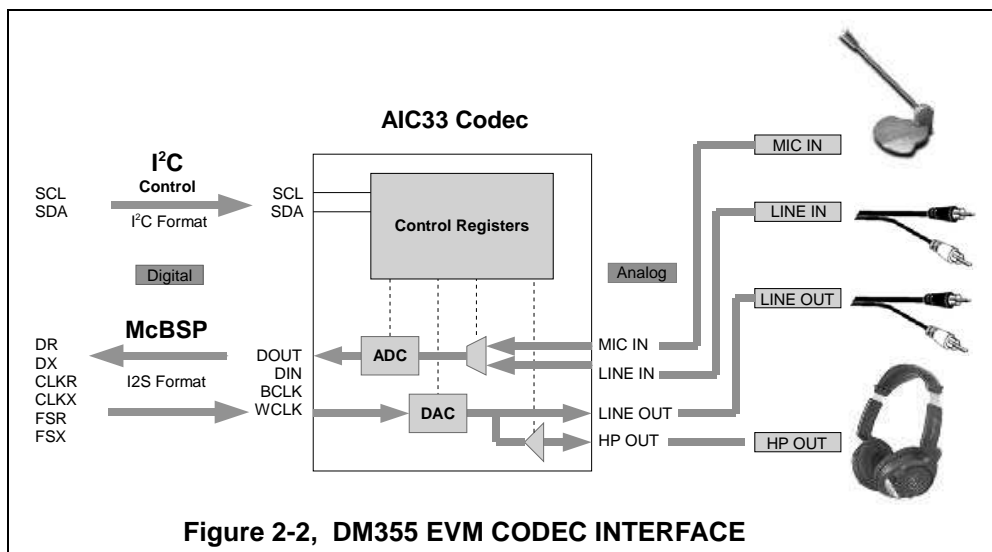 AIC33 Codec
I²C
Control
I²C Format
SCL
SDA
SCL
SDA
Control Registers
MIC IN
LINE IN
LINE OUT
HP OUT
Digital
Analog
McBSP
I2S Format
DR
DX
CLKR
CLKX
FSR
FSX
DOUT
DIN
BCLK
WCLK
ADC
DAC
MIC IN
LINE IN
LINE OUT
HP OUT
Figure 2-2, DM355 EVM CODEC INTERFACE